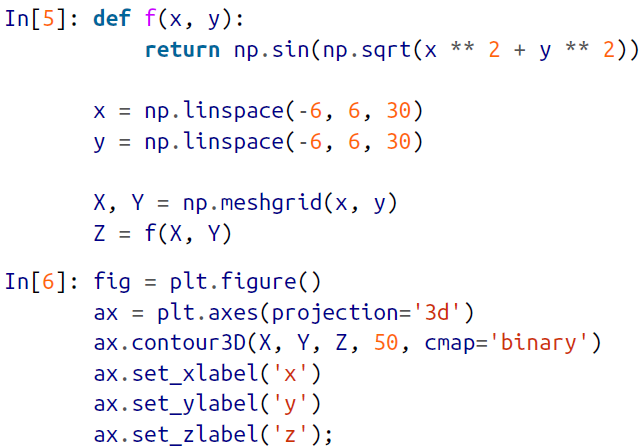 In[5]: def f(x, y):
           return np.sin(np.sqrt(x ** 2 + y ** 2))

       x = np.linspace(-6, 6, 30)
       y = np.linspace(-6, 6, 30)

       X, Y = np.meshgrid(x, y)
       Z = f(X, Y)
In[6]: fig = plt.figure()
       ax = plt.axes(projection='3d')
       ax.contour3D(X, Y, Z, 50, cmap='binary')
       ax.set_xlabel('x')
       ax.set_ylabel('y')
       ax.set_zlabel('z');